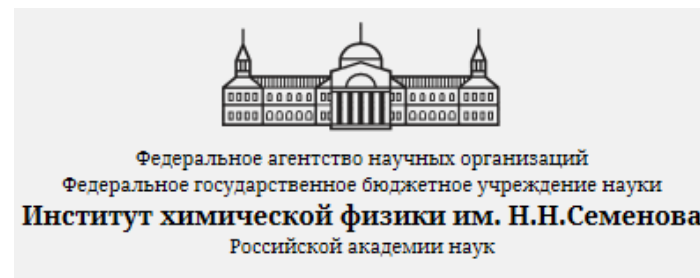 Федеральное агентство научных организаций
Федеральное государственное бюджетное учреждение науки
Институт химической физики им. Н.Н.Семенова
Российской академии наук